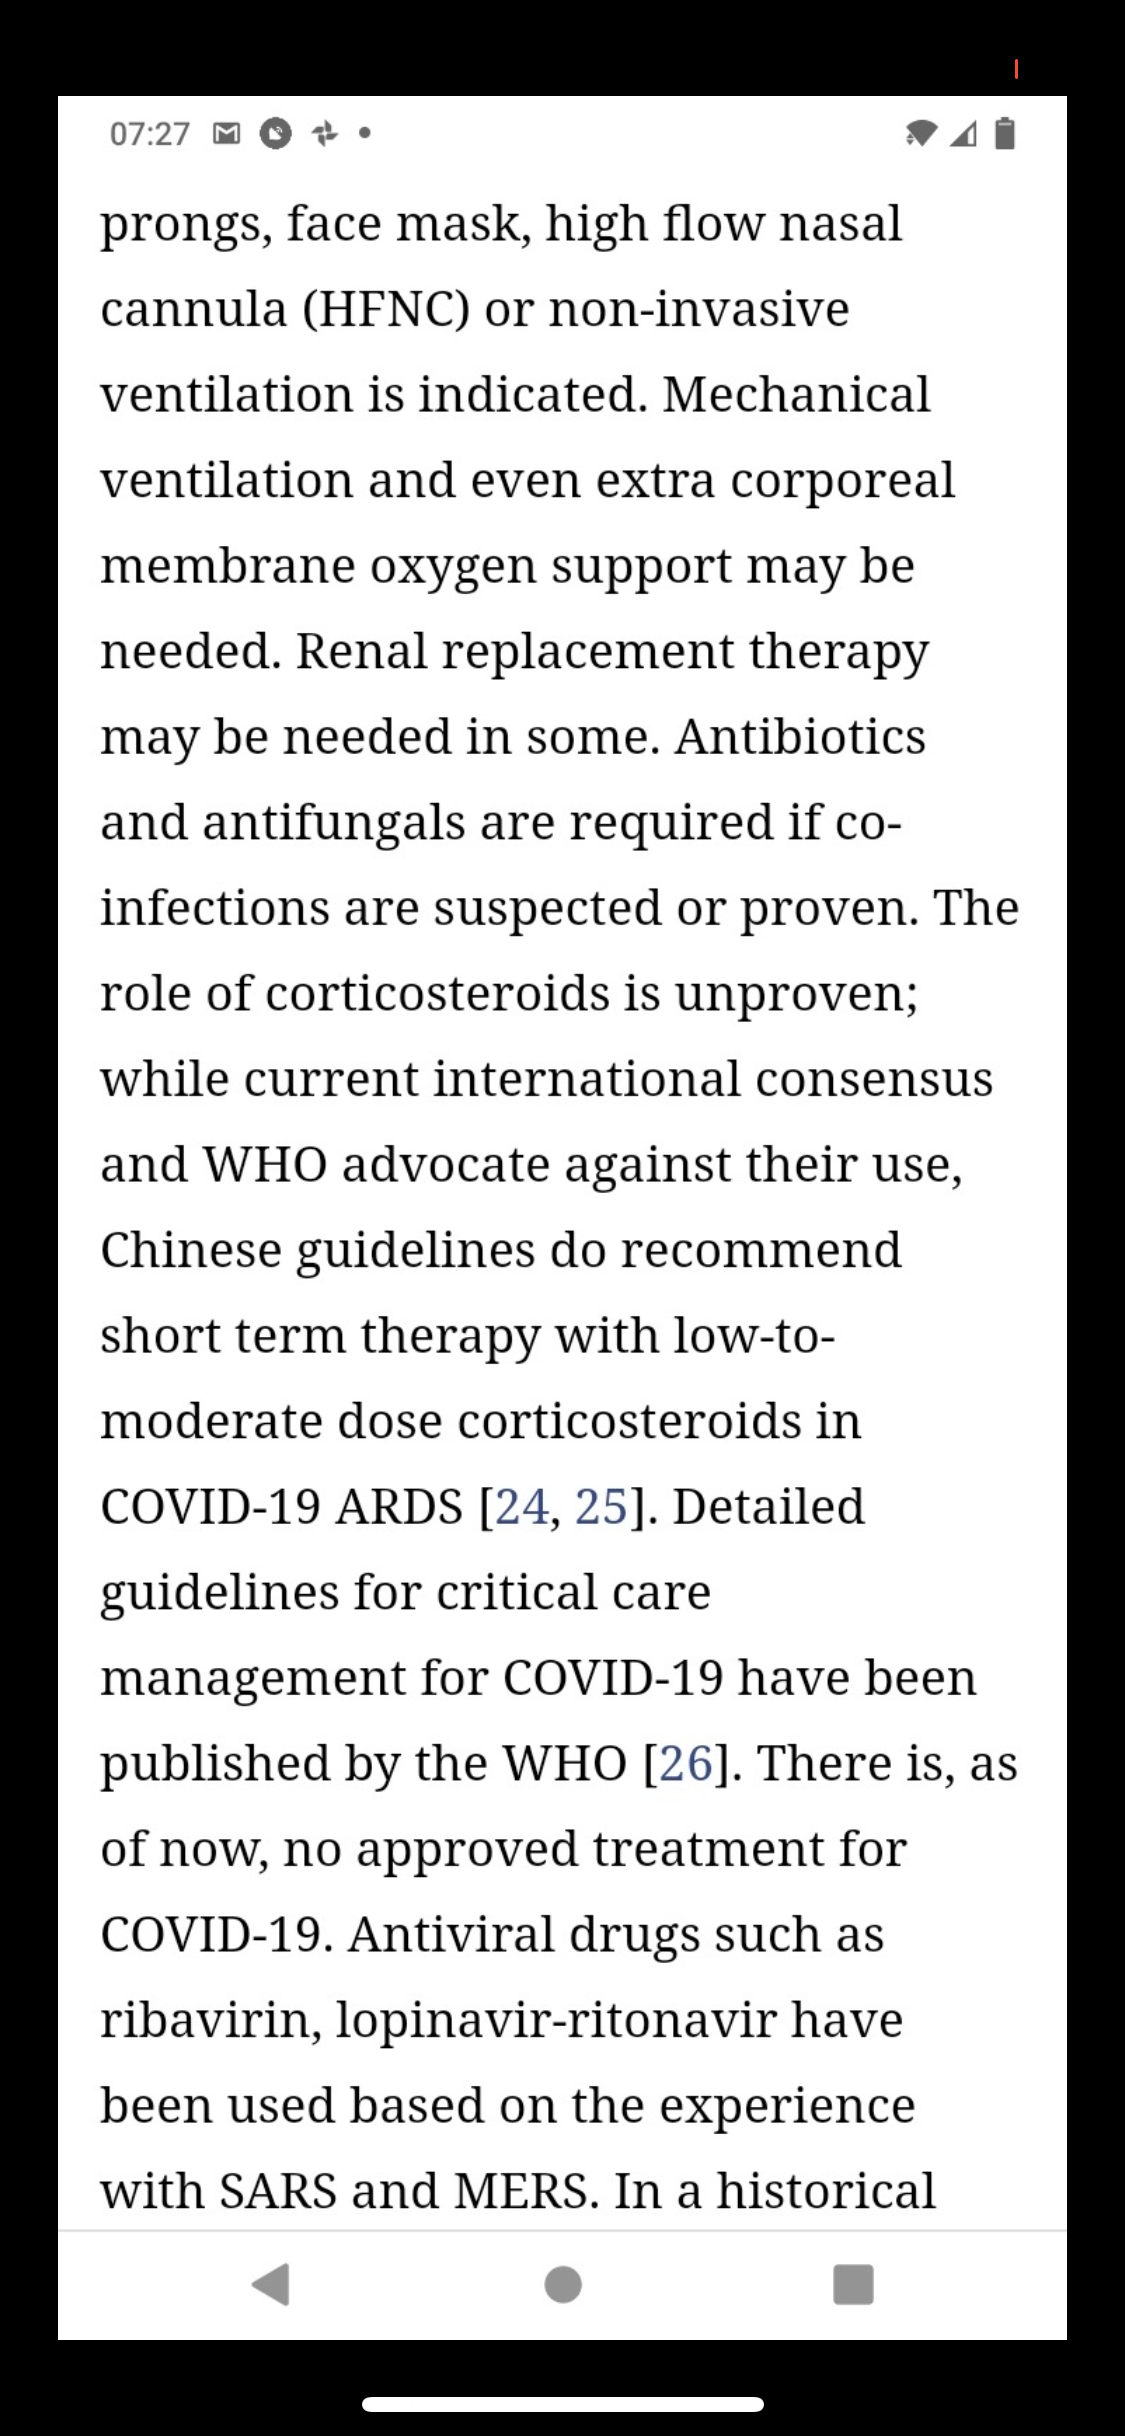 07:27
prongs, face mask, high flow nasal
cannula (HFNC) or non-invasive
ventilation is indicated. Mechanical
ventilation and even extra corporeal
membrane oxygen support may be
needed. Renal replacement therapy
may be needed in some. Antibiotics
and antifungals are required if co-
infections are suspected or proven. The
role of corticosteroids is unproven;
while current international consensus
and WHO advocate against their use,
Chinese guidelines do recommend
short term therapy with low-to-
moderate dose corticosteroids in
COVID-19 ARDS [24, 25]. Detailed
guidelines for critical care
management for COVID-19 have been
published by the WHO [26]. There is, as
of now, no approved treatment for
COVID-19. Antiviral drugs such as
ribavirin, lopinavir-ritonavir have
been used based on the experience
with SARS and MERS. In a historical